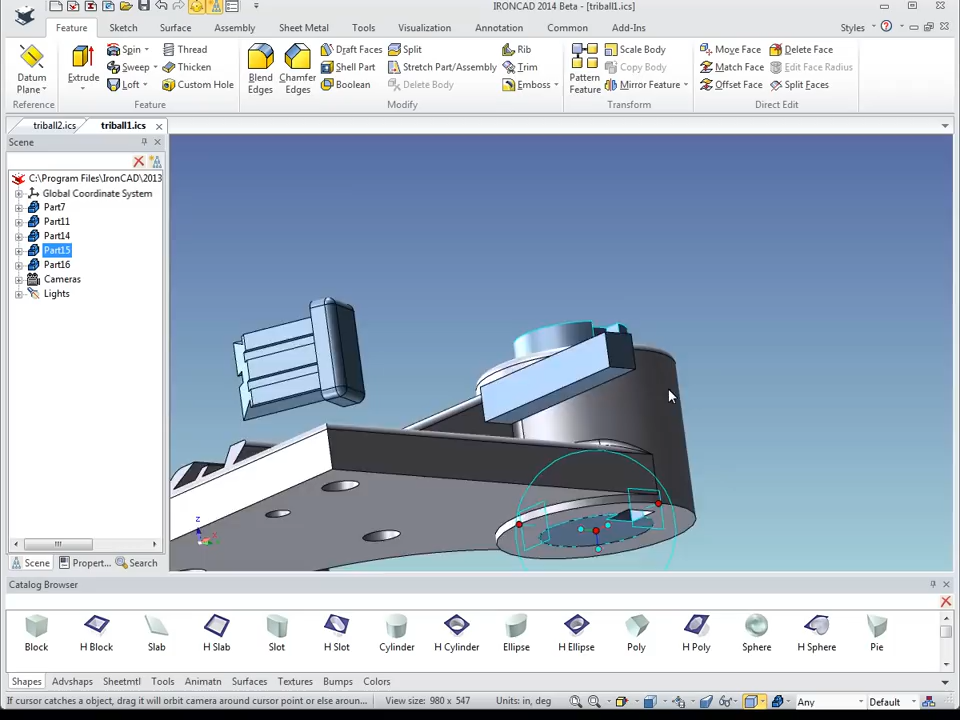 IRONCAD 2014 Beta - [triball1.ics]
Feature Sketch Surface Assembly Sheet Metal Tools Visualization Annotation Common Add-Ins Styles
Datum Plane
Extrude
Spin Thread
Sweep Thicken
Loft Custom Hole
Blend Edges
Chamfer Edges
Draft Faces Split
Shell Part Stretch Part/Assembly
Boolean Delete Body
Rib
Trim
Emboss
Pattern Feature
Scale Body
Copy Body
Mirror Feature
Move Face Delete Face
Match Face Edit Face Radius
Offset Face Split Faces
Reference Feature Modify Transform Direct Edit
triball2.ics triball1.ics
Scene
C:\Program Files\IronCAD\2013
Global Coordinate System
Part7
Part11
Part14
Part15
Part16
Cameras
Lights
z
Scene Propert... Search
Catalog Browser
Block H Block Slab H Slab Slot H Slot Cylinder H Cylinder Ellipse H Ellipse Poly H Poly Sphere H Sphere Pie
Shapes Advshaps Sheetmtl Tools Animatn Surfaces Textures Bumps Colors
If cursor catches a object, drag it will orbit camera around cursor point or else aroun... View size: 980 x 547 Units: in, deg Any Default